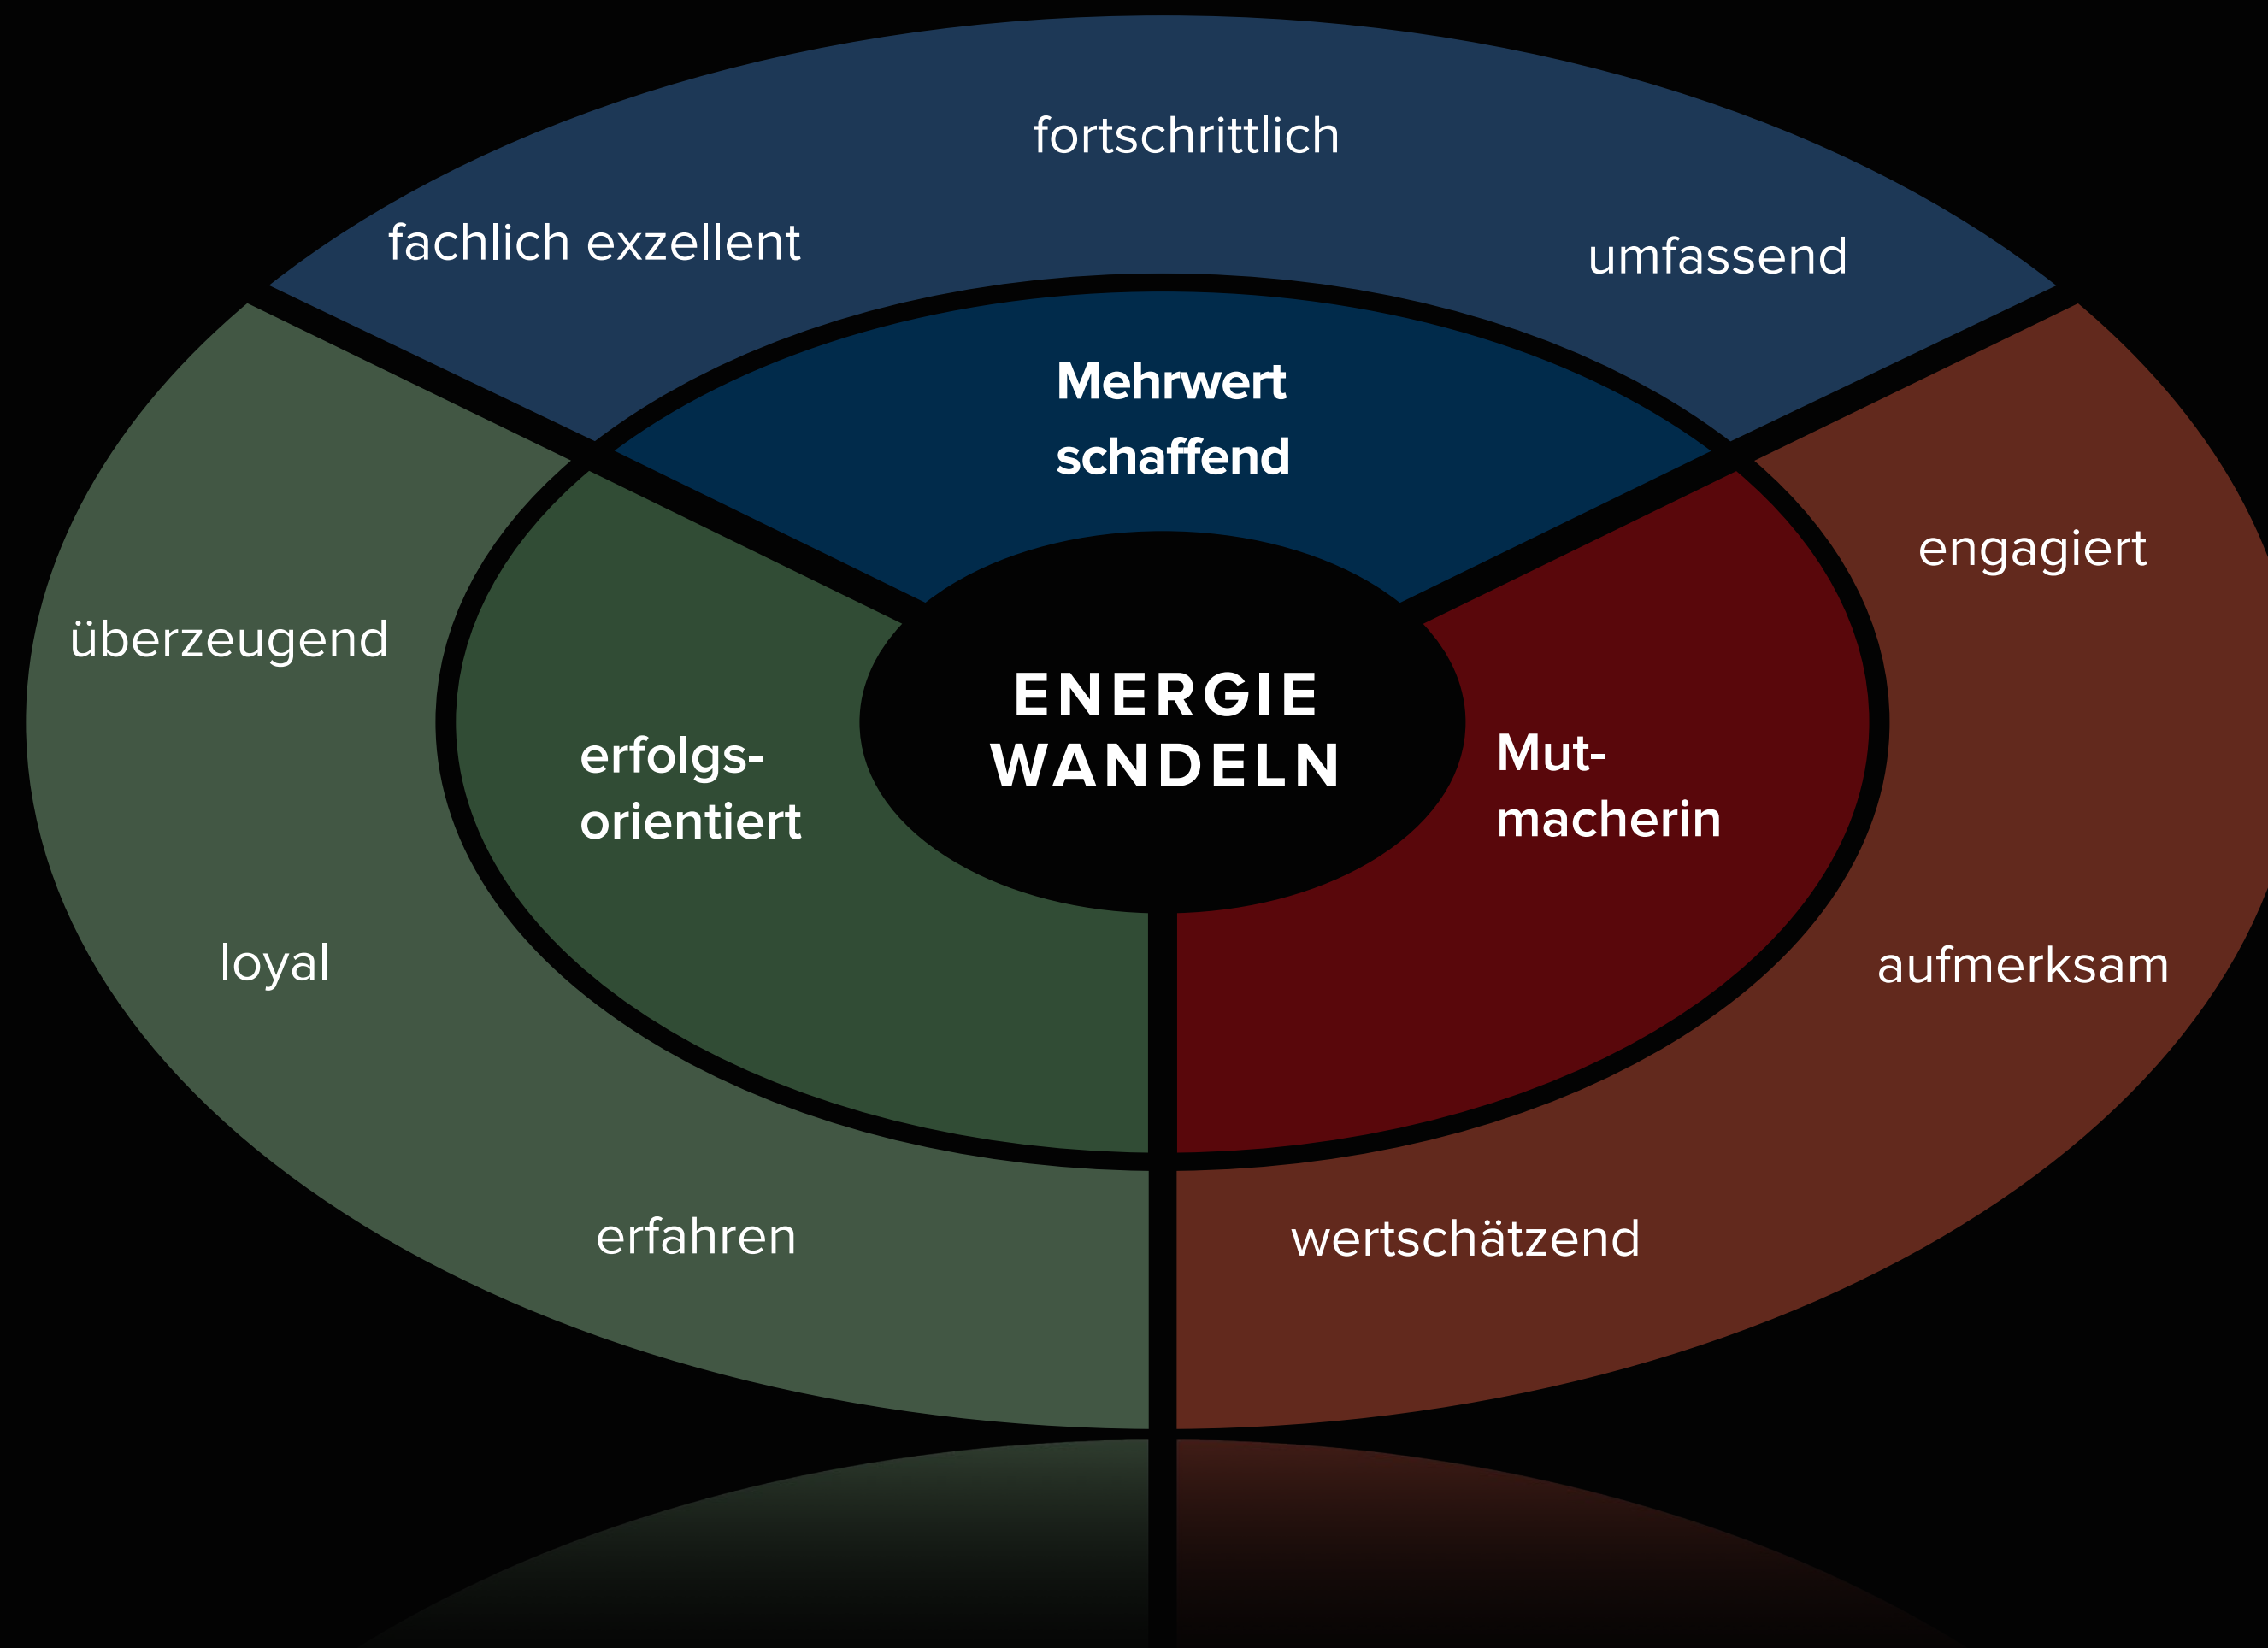 fortschrittlich
fachlich exzellent
umfassend
Mehrwert
schaffend
engagiert
überzeugend
ENERGIE
WANDELN
erfolgs-
orientiert
Mut-
macherin
loyal
aufmerksam
erfahren
wertschätzend